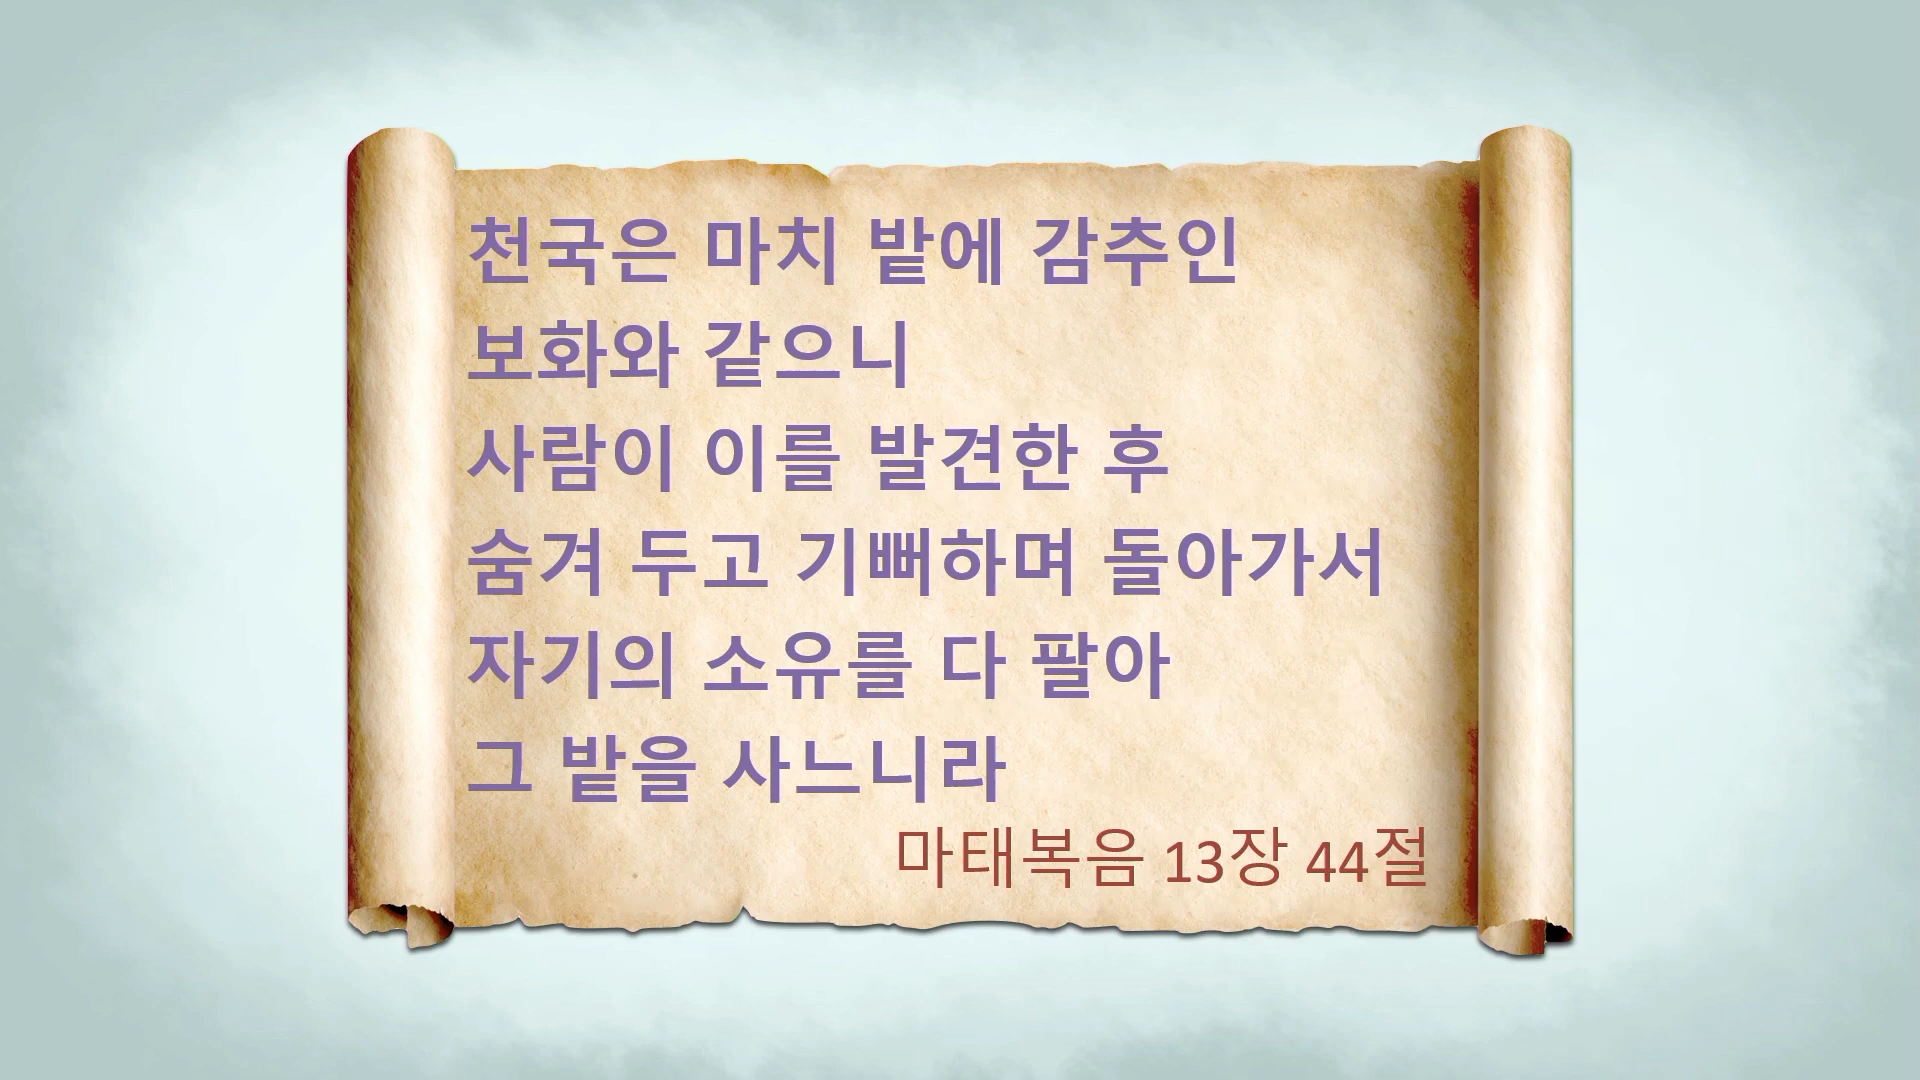 천국은 마치 밭에 감추인
보화와 같으니
사람이 이를 발견한 후
숨겨 두고 기뻐하며 돌아가서
자기의 소유를 다 팔아
그 밭을 사느니라
마태복음 13장 44절